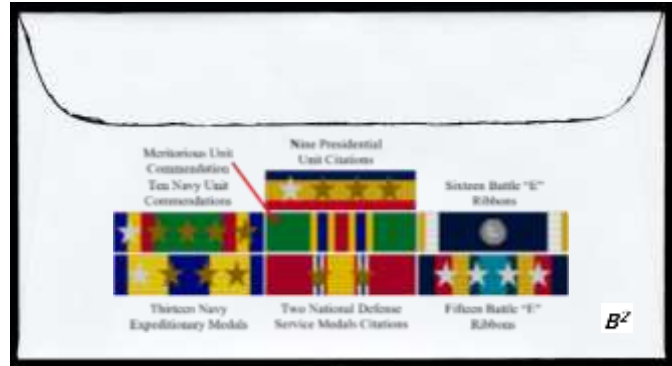 Nine Presidential
Unit Citations
Meritorious Unit
Commendation
Ten Navy Unit
Commendations
Sixteen Battle "E"
Ribbons
E
Thirteen Navy
Expeditionary Medals
Two National Defense
Service Medals Citations
Fifteen Battle "E"
Ribbons
B²